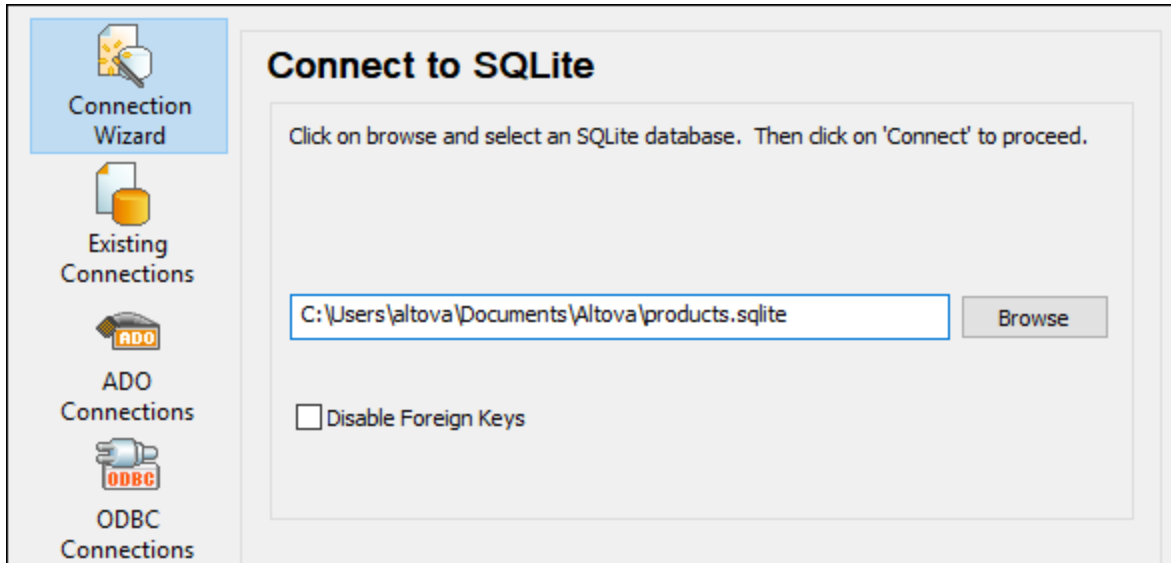 Connection
Wizard
Existing
Connections
ADO
ADO
Connections
ODBC
ODBC
Connections
Connect to SQLite
Click on browse and select an SQLite database.  Then click on 'Connect' to proceed.
C:\Users\altova\Documents\Altova\products.sqlite
Browse
Disable Foreign Keys